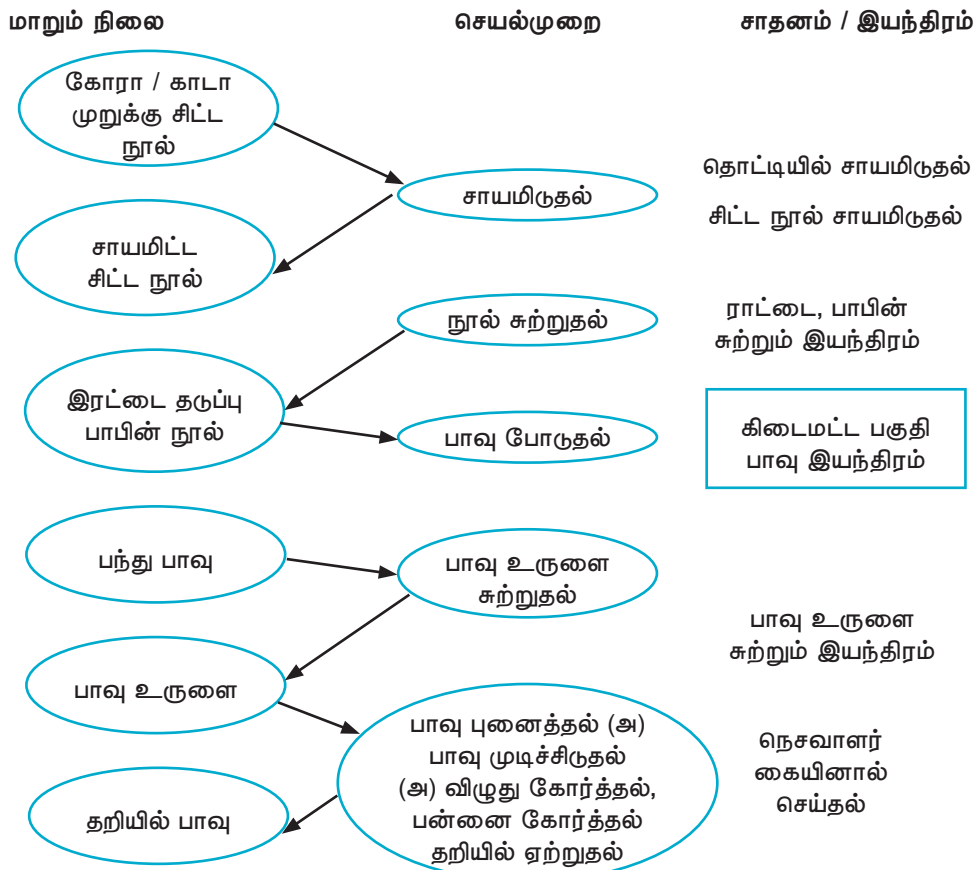 மாறும் நிலை
செயல்முறை
சாதனம் / இயந்திரம்
கோரா / காடா
முறுக்கு சிட்ட
நூல்
சாயமிடுதல்
தொட்டியில் சாயமிடுதல்
சிட்ட நூல் சாயமிடுதல்
சாயமிட்ட
சிட்ட நூல்
நூல் சுற்றுதல்
ராட்டை, பாபின்
சுற்றும் இயந்திரம்
இரட்டை தடுப்பு
பாபின் நூல்
பாவு போடுதல்
கிடைமட்ட பகுதி
பாவு இயந்திரம்
பந்து பாவு
பாவு உருளை
சுற்றுதல்
பாவு உருளை
சுற்றும் இயந்திரம்
பாவு உருளை
பாவு புனைத்தல் (அ)
பாவு முடிச்சிடுதல்
(அ) விழுது கோர்த்தல்,
பன்னை கோர்த்தல்
தறியில் ஏற்றுதல்
நெசவாளர்
கையினால்
செய்தல்
தறியில் பாவு